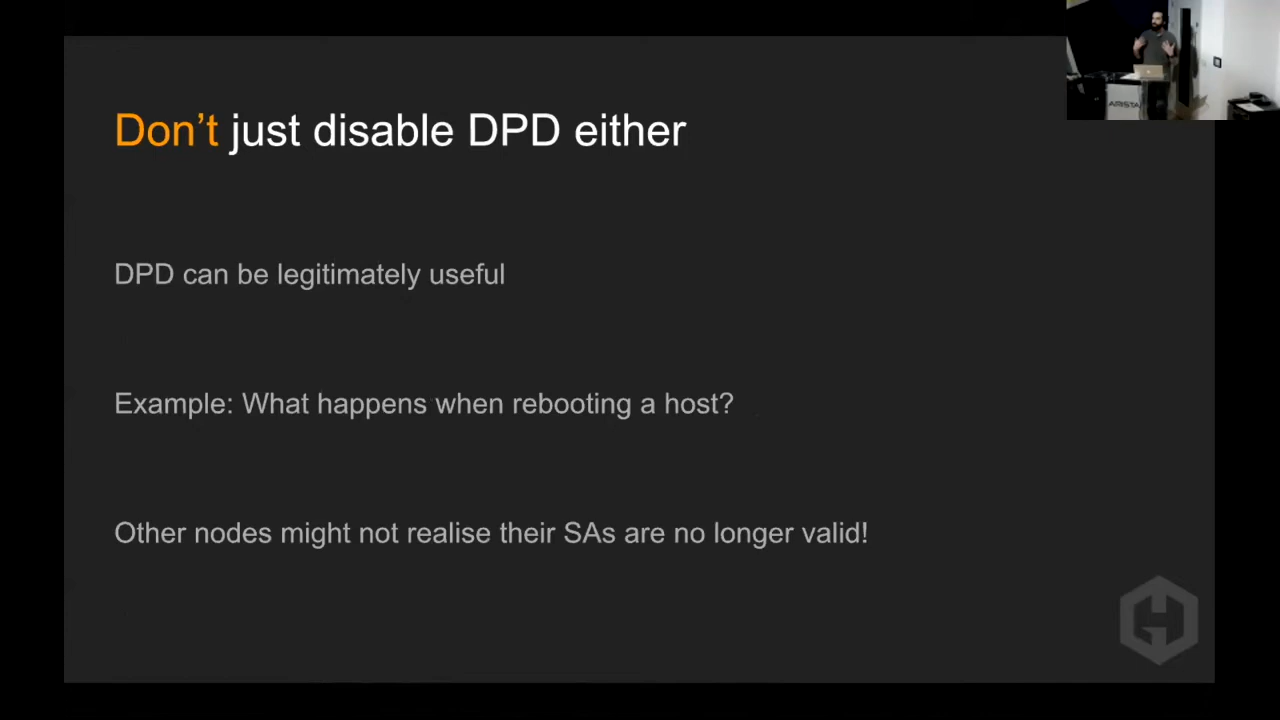 Don't just disable DPD either
DPD can be legitimately useful
Example: What happens when rebooting a host?
Other nodes might not realise their SAs are no longer valid!
ARISTA